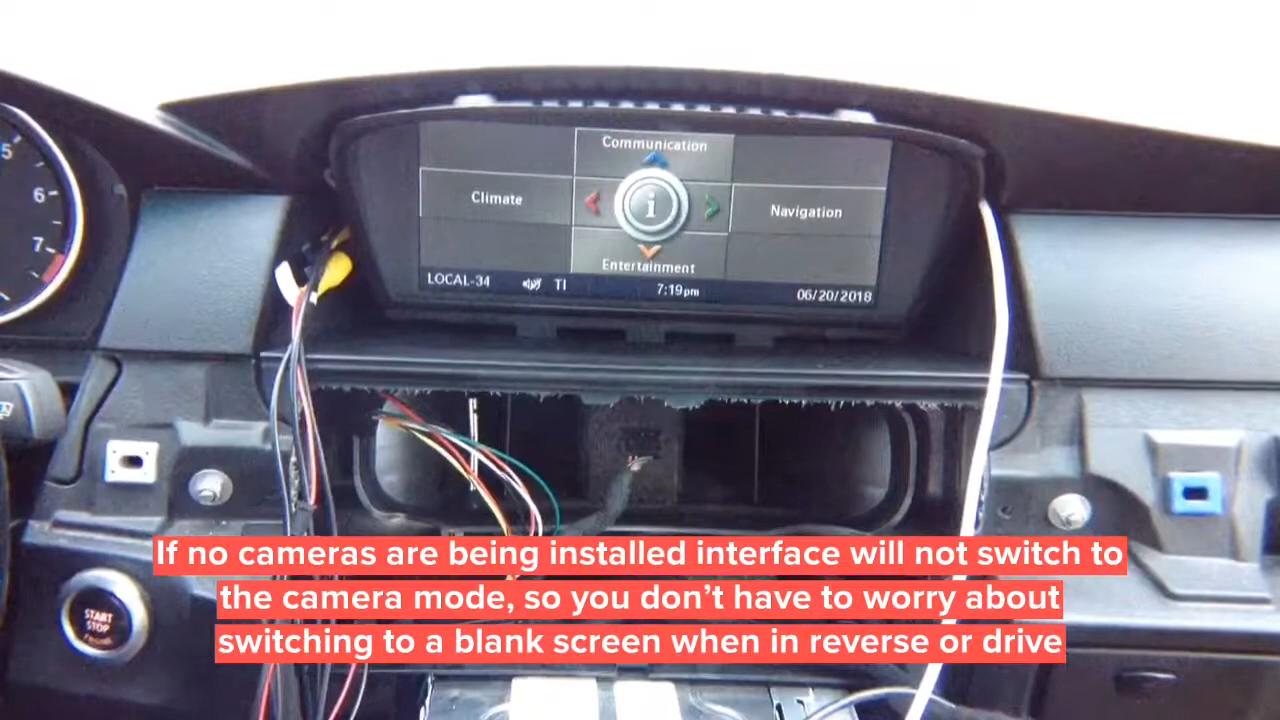 5
6
7
Communication
Climate
i
Navigation
Entertainment
LOCAL-34 TI 7:19pm 06/20/2018
START
STOP
If no cameras are being installed interface will not switch to
the camera mode, so you don’t have to worry about
switching to a blank screen when in reverse or drive